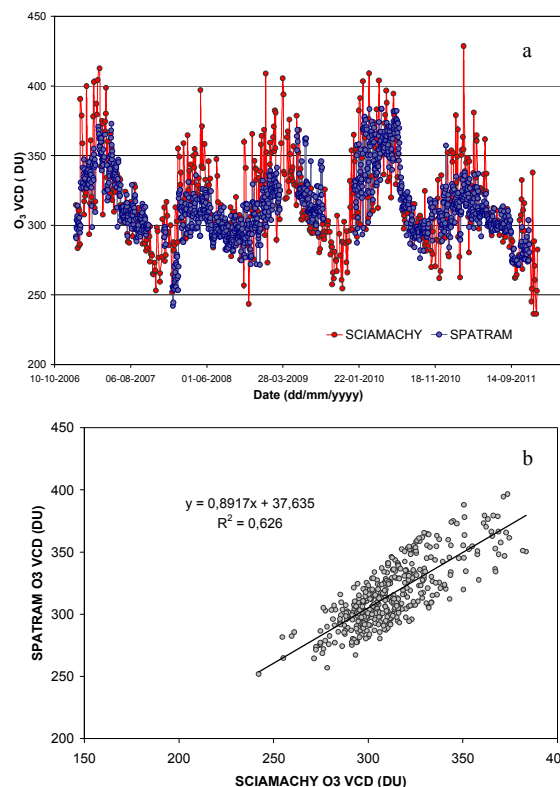 450
a
400
350
O3 VCD ( DU)
300
250
SCIAMACHY SPATRAM
200
10-10-2006 06-08-2007 01-06-2008 28-03-2009 22-01-2010 18-11-2010 14-09-2011
Date (dd/mm/yyyy)
450
b
y = 0,8917x + 37,635
R² = 0,626
400
350
SPATRAM O3 VCD (DU)
300
250
200
150 200 250 300 350 40
SCIAMACHY O3 VCD (DU)